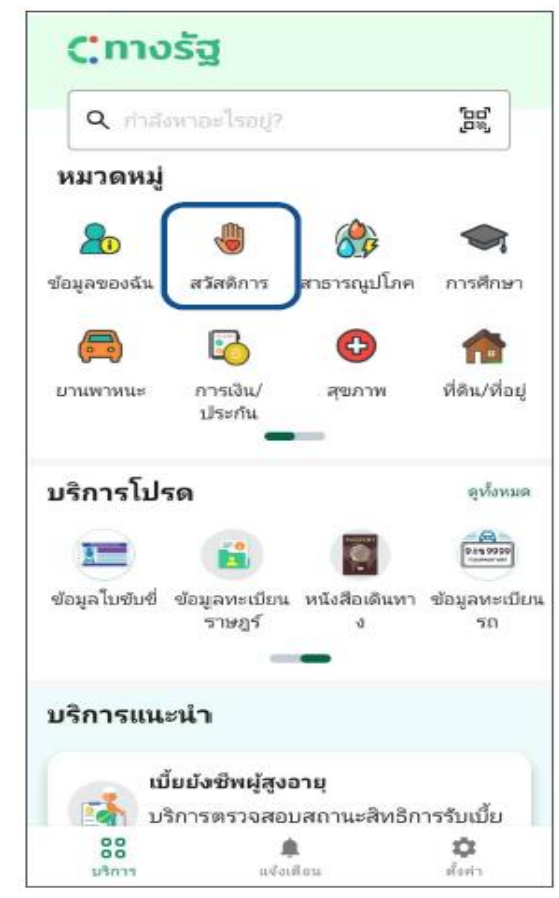 ทางรัฐ
กำลังหาอะไรอยู่?
หมวดหมู่
ข้อมูลของฉัน สวัสดิการ สาธารณูปโภค การศึกษา
ยานพาหนะ การเงิน/ สุขภาพ ที่ดิน/ที่อยู่
ประกัน
บริการโปรด ดูทั้งหมด
ข้อมูลใบขับขี่ ข้อมูลทะเบียน หนังสือเดินทา ข้อมูลทะเบียน
ราษฎร์ ง รถ
บริการแนะนำ
เบี้ยยังชีพผู้สูงอายุ
บริการตรวจสอบสถานะสิทธิการรับเบี้ย
บริการ แจ้งเตือน ตั้งค่า